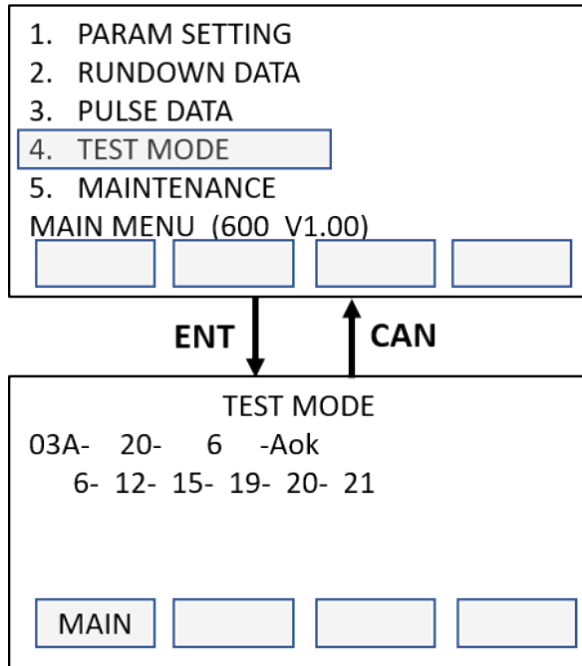 1. PARAM SETTING
2. RUNDOWN DATA
3. PULSE DATA
4. TEST MODE
5. MAINTENANCE
MAIN MENU (600 V1.00)
ENT CAN
TEST MODE
03A- 20- 6 -Aok
6- 12- 15- 19- 20- 21
MAIN